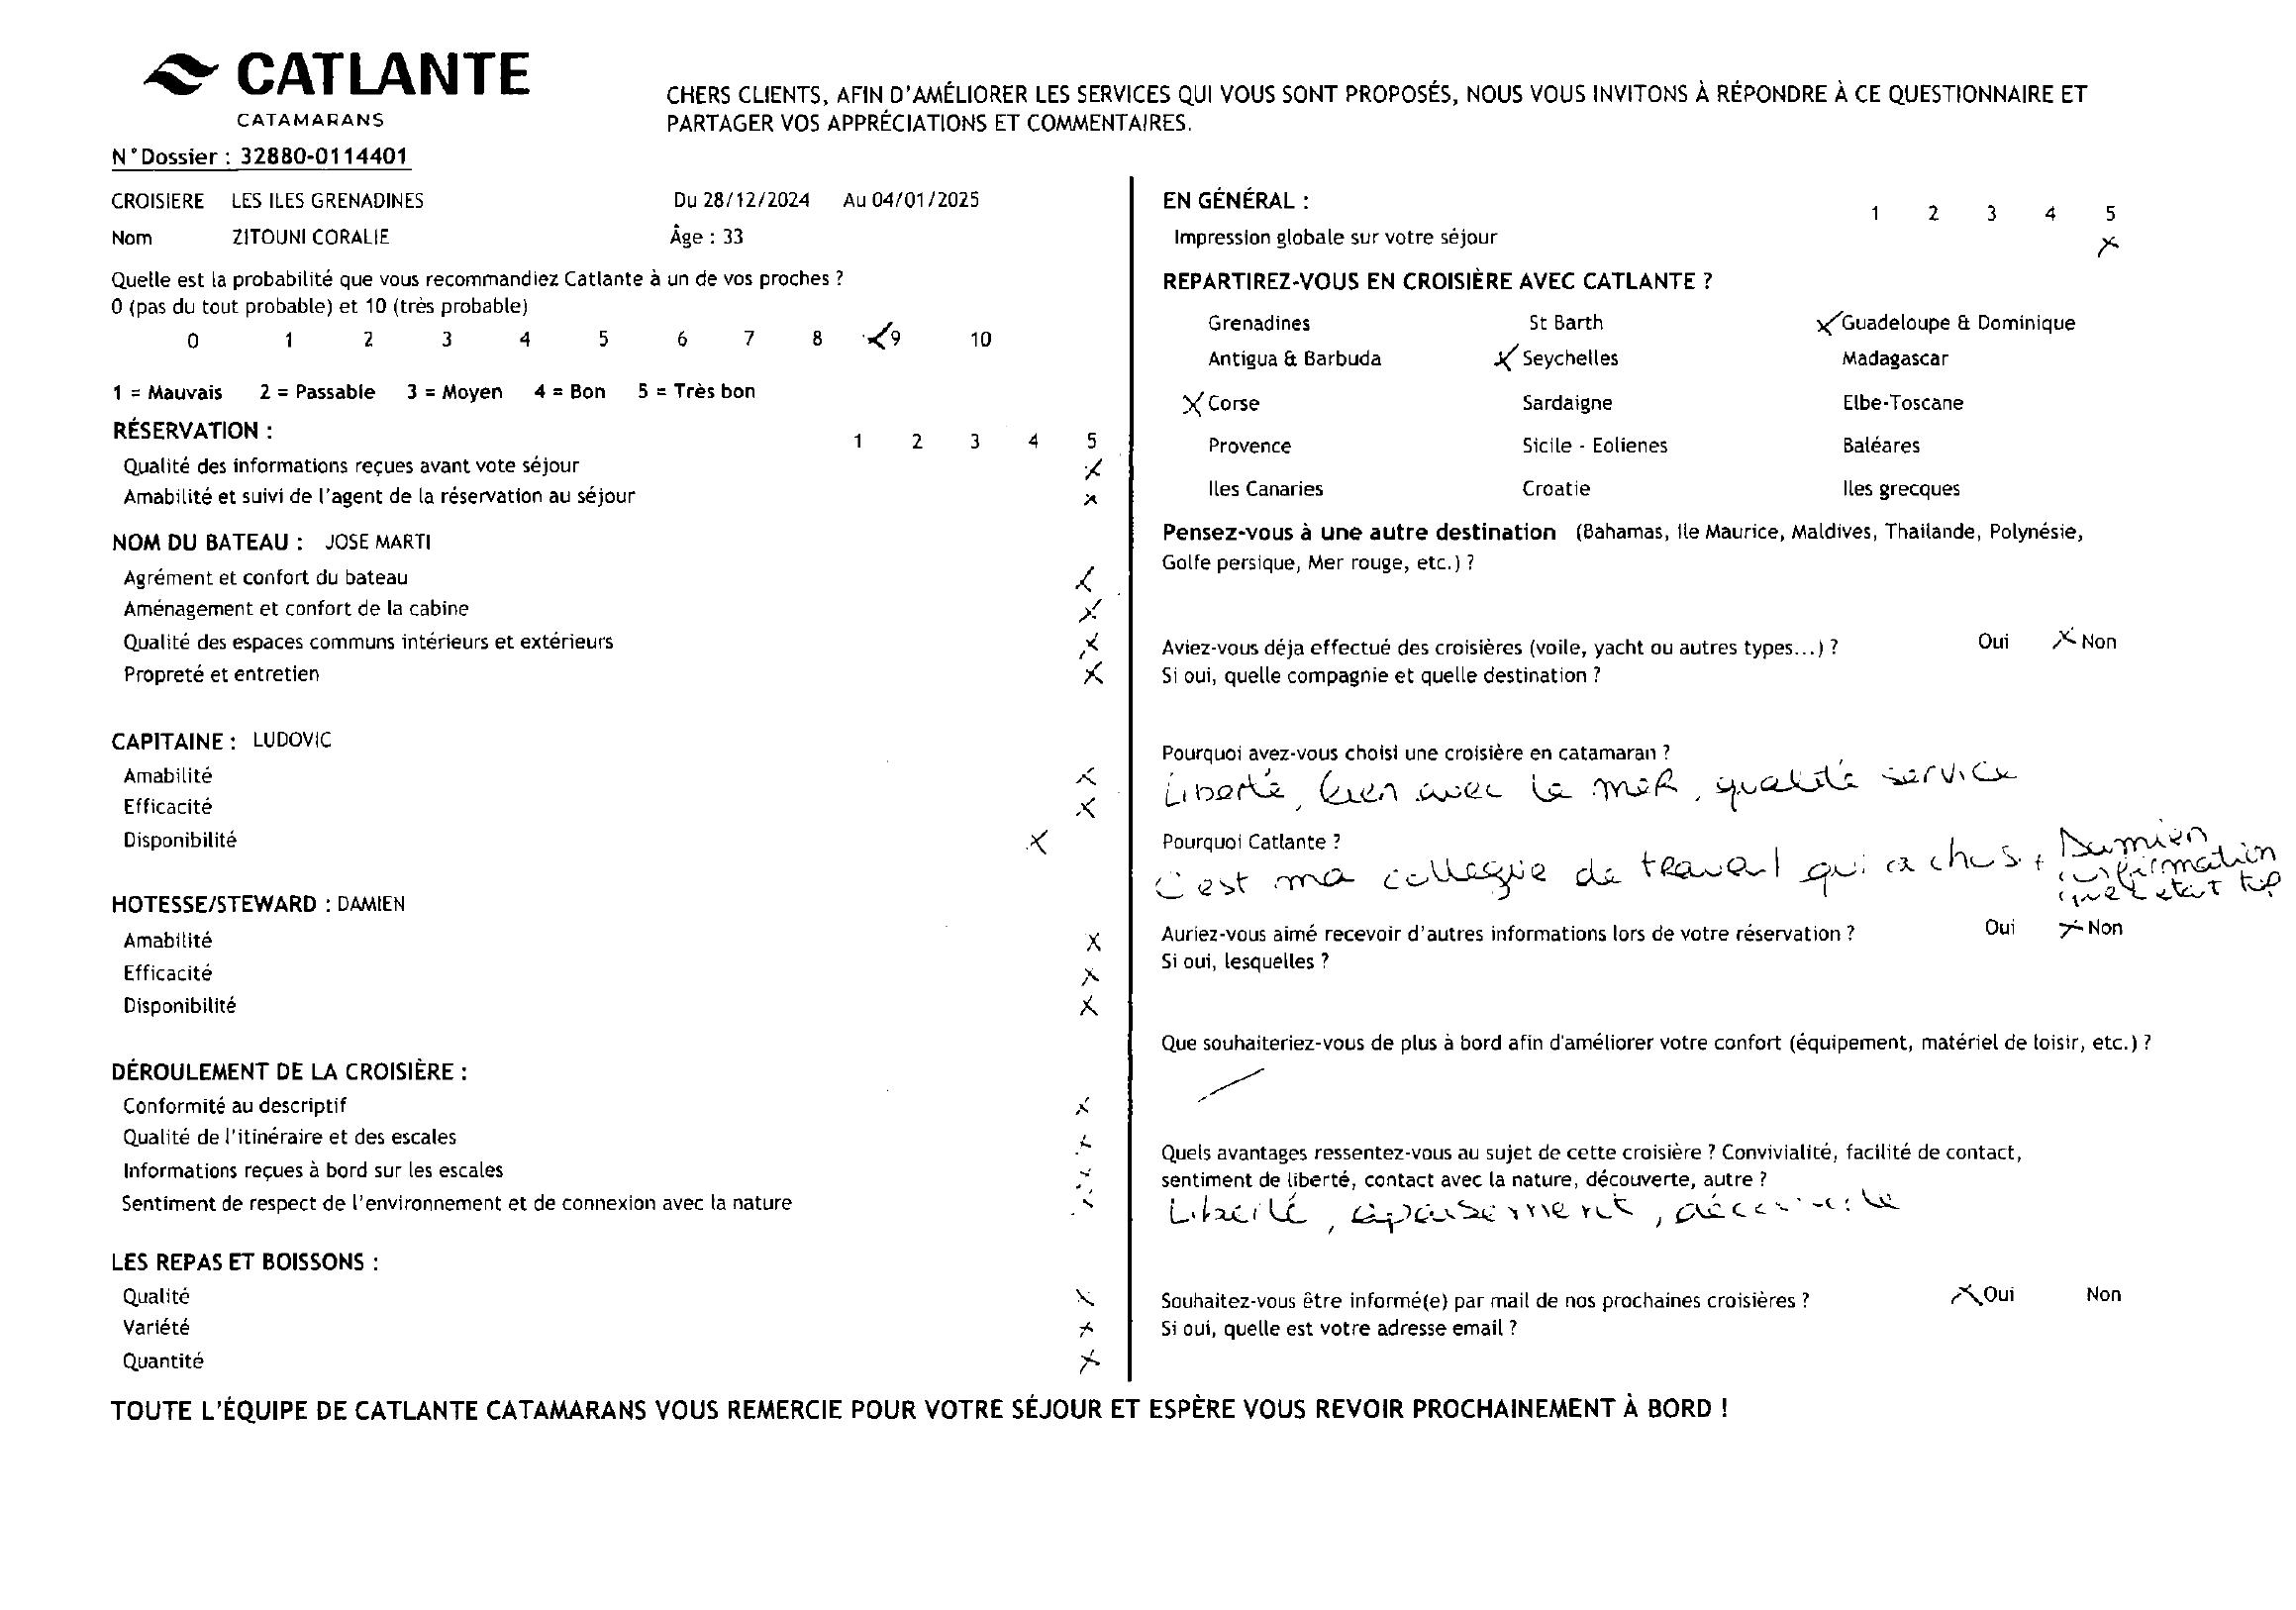 CATLANTE
CATAMARANS
CHERS CLIENTS, AFIN D'AMÉLIORER LES SERVICES QUI VOUS SONT PROPOSÉS, NOUS VOUS INVITONS À RÉPONDRE À CE QUESTIONNAIRE ET
PARTAGER VOS APPRÉCIATIONS ET COMMENTAIRES.
N°Dossier : 32880-0114401
CROISIERE LES ILES GRENADINES Du 28/12/2024 Au 04/01/2025
Nom ZITOUNI CORALIE Âge : 33
Quelle est la probabilité que vous recommandiez Catlante à un de vos proches ?
0 (pas du tout probable) et 10 (très probable)
0 1 2 3 4 5 6 7 8 X 9 10
1 = Mauvais 2 = Passable 3 = Moyen 4 = Bon 5 = Très bon
RÉSERVATION :
1 2 3 4 5
Qualité des informations reçues avant vote séjour X
Amabilité et suivi de l'agent de la réservation au séjour X
NOM DU BATEAU : JOSE MARTI
Agrément et confort du bateau X
Aménagement et confort de la cabine X
Qualité des espaces communs intérieurs et extérieurs X
Propreté et entretien X
CAPITAINE : LUDOVIC
Amabilité X
Efficacité X
Disponibilité X
HOTESSE/STEWARD : DAMIEN
Amabilité X
Efficacité X
Disponibilité X
DÉROULEMENT DE LA CROISIÈRE :
Conformité au descriptif X
Qualité de l'itinéraire et des escales X
Informations reçues à bord sur les escales X
Sentiment de respect de l'environnement et de connexion avec la nature X
LES REPAS ET BOISSONS :
Qualité X
Variété X
Quantité X
EN GÉNÉRAL :
1 2 3 4 5
Impression globale sur votre séjour X
REPARTIREZ-VOUS EN CROISIÈRE AVEC CATLANTE ?
Grenadines St Barth X Guadeloupe & Dominique
Antigua & Barbuda X Seychelles Madagascar
X Corse Sardaigne Elbe-Toscane
Provence Sicile - Eolienes Baléares
Iles Canaries Croatie Iles grecques
Pensez-vous à une autre destination (Bahamas, Ile Maurice, Maldives, Thailande, Polynésie,
Golfe persique, Mer rouge, etc.) ?
Aviez-vous déja effectué des croisières (voile, yacht ou autres types...) ? Oui X Non
Si oui, quelle compagnie et quelle destination ?
Pourquoi avez-vous choisi une croisière en catamaran ?
Liberté, lien avec la mer, qualité service
Pourquoi Catlante ?
C'est ma collègue de travail qui a + Damien
information
était top
Auriez-vous aimé recevoir d'autres informations lors de votre réservation ? Oui X Non
Si oui, lesquelles ?
Que souhaiteriez-vous de plus à bord afin d'améliorer votre confort (équipement, matériel de loisir, etc.) ?
Quels avantages ressentez-vous au sujet de cette croisière ? Convivialité, facilité de contact,
sentiment de liberté, contact avec la nature, découverte, autre ?
Liberté, apaisement, découverte
Souhaitez-vous être informé(e) par mail de nos prochaines croisières ? X Oui Non
Si oui, quelle est votre adresse email ?
TOUTE L'ÉQUIPE DE CATLANTE CATAMARANS VOUS REMERCIE POUR VOTRE SÉJOUR ET ESPÈRE VOUS REVOIR PROCHAINEMENT À BORD !